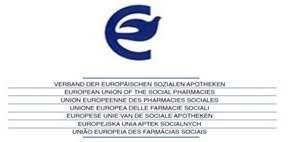 VERBAND DER EUROPÄISCHEN SOZIALEN APOTHEKEN
EUROPEAN UNION OF THE SOCIAL PHARMACIES
UNION EUROPEENNE DES PHARMACIES SOCIALES
UNIONE EUROPEA DELLE FARMACIE SOCIALI
EUROPESE UNIE VAN DE SOCIALE APOTHEKEN
EUROPEJSKA UNIA APTEK SOCJALNYCH
UNIÃO EUROPEIA DAS FARMÁCIAS SOCIAIS